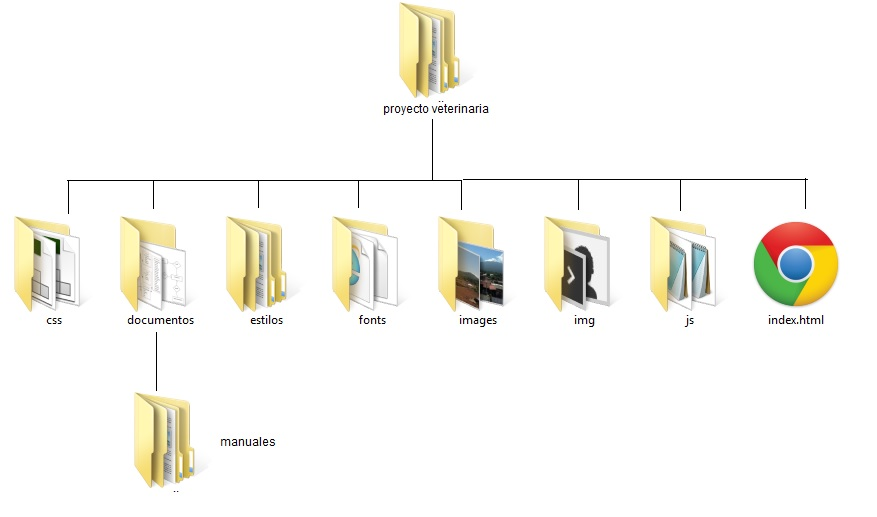 proyecto veterinaria
css
documentos
estilos
fonts
images
img
js
index.html
manuales